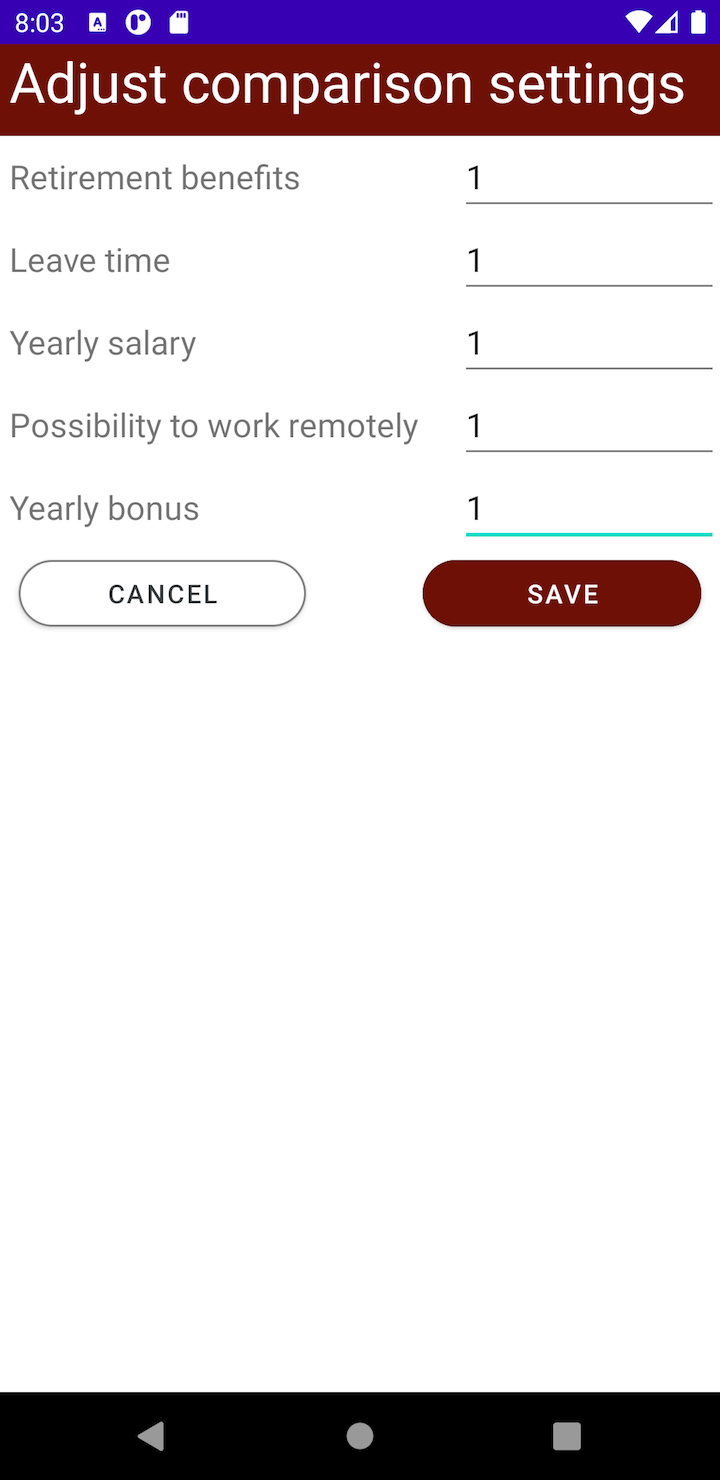 8:03
Adjust comparison settings
Retirement benefits 1
Leave time 1
Yearly salary 1
Possibility to work remotely 1
Yearly bonus 1
CANCEL SAVE